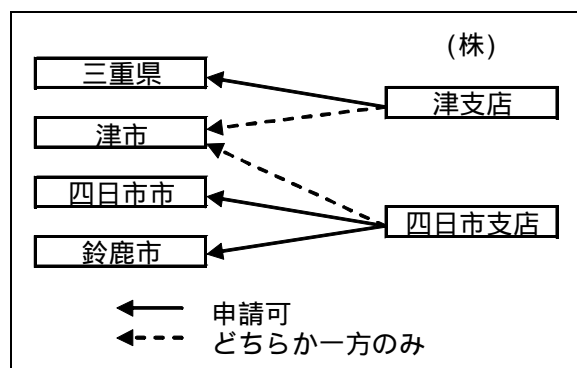 (株)
三重県
津支店
津市
四日市市
四日市支店
鈴鹿市
申請可
どちらか一方のみ